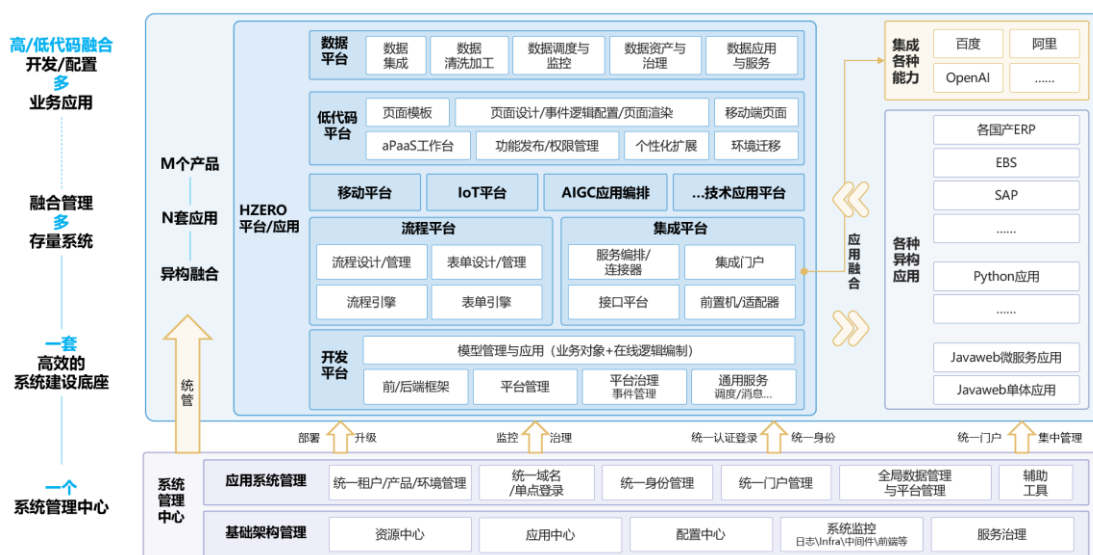 高/低代码融合
开发/配置
多
业务应用
融合管理
多
存量系统
一套
高效的
系统建设底座
一个
系统管理中心
M个产品
N套应用
异构融合
统
管
HZERO
平台/应用
数据
平台
数据
集成
数据
清洗加工
数据调度与
监控
数据资产与
治理
数据应用
与服务
低代码
平台
页面模板
页面设计/事件逻辑配置/页面渲染
移动端页面
aPaaS工作台
功能发布/权限管理
个性化扩展
环境迁移
移动平台
IoT平台
AIGC应用编排
...技术应用平台
流程平台
流程设计/管理
表单设计/管理
流程引擎
表单引擎
集成平台
服务编排/
连接器
集成门户
接口平台
前置机/适配器
开发
平台
模型管理与应用（业务对象+在线逻辑编制）
前/后端框架
平台管理
平台治理
事件管理
通用服务
调度/消息...
应
用
融
合
集成
各种
能力
百度
阿里
OpenAI
......
各种
异构
应用
各国产ERP
EBS
SAP
......
Python应用
......
Javaweb微服务应用
Javaweb单体应用
部署
升级
监控
治理
统一认证登录
统一身份
统一门户
集中管理
系统
管理
中心
应用系统管理
统一租户/产品/环境管理
统一域名
/单点登录
统一身份管理
统一门户管理
全局数据管理
与平台管理
辅助
工具
基础架构管理
资源中心
应用中心
配置中心
系统监控
日志\Infra\中间件\前端等
服务治理